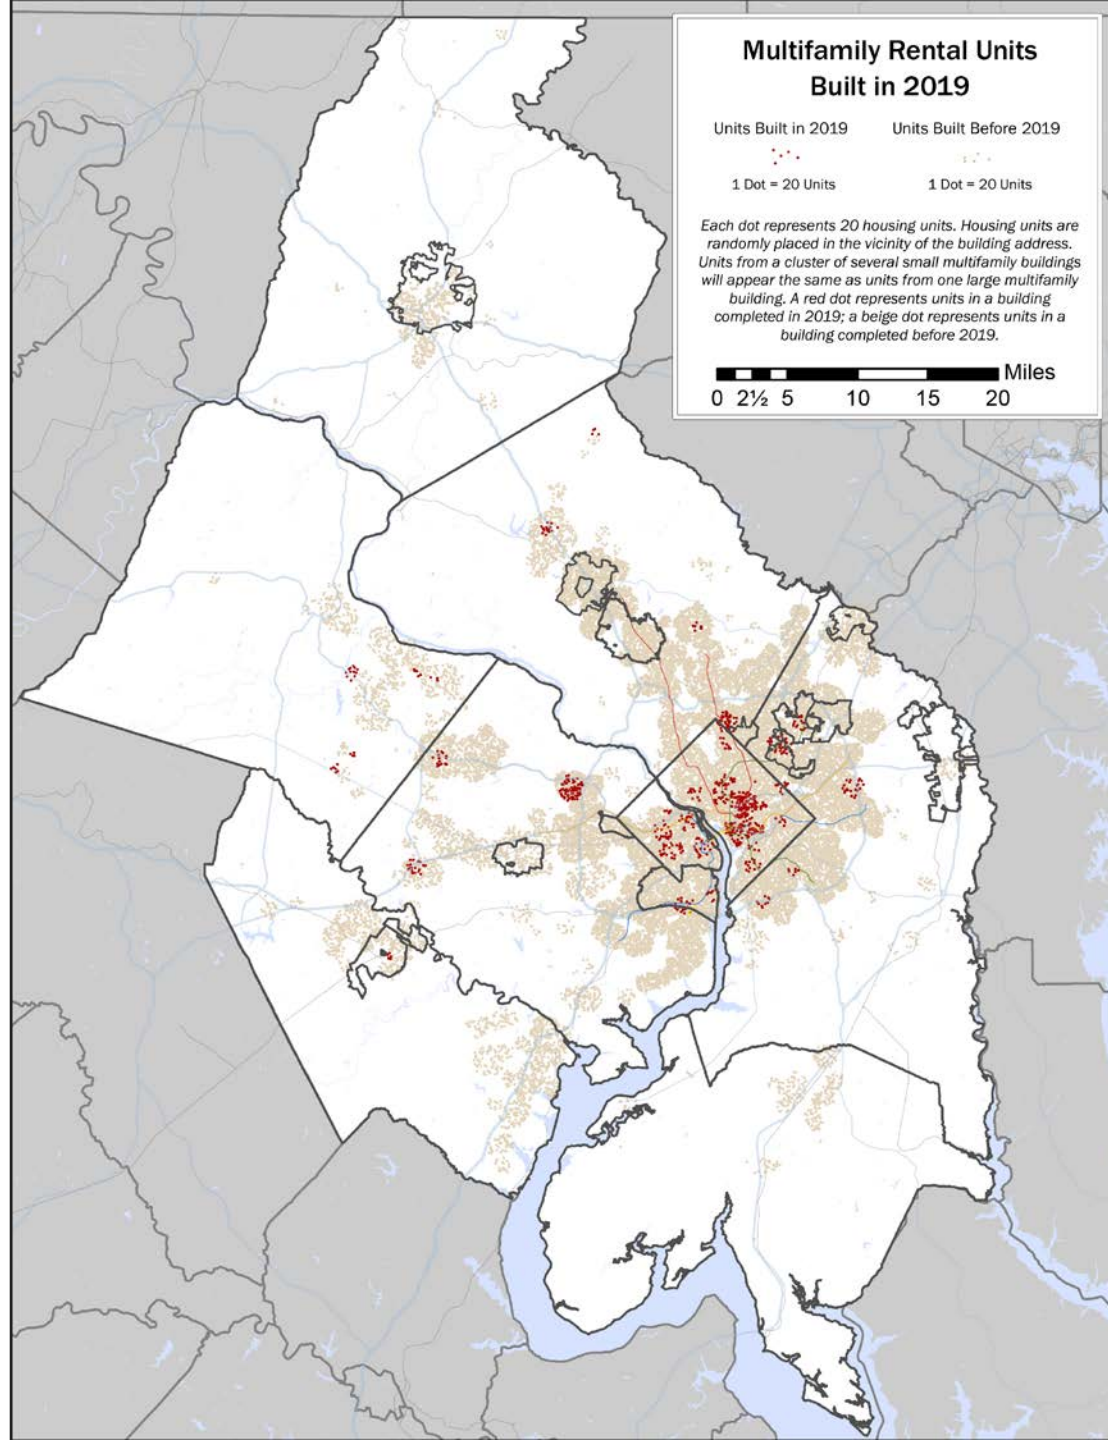 Multifamily Rental Units
Built in 2019
Units Built in 2019
Units Built Before 2019
1 Dot = 20 Units
1 Dot = 20 Units
Each dot represents 20 housing units. Housing units are
randomly placed in the vicinity of the building address.
Units from a cluster of several small multifamily buildings
will appear the same as units from one large multifamily
building. A red dot represents units in a building
completed in 2019; a beige dot represents units in a
building completed before 2019.
Miles
0 2½ 5 10 15 20